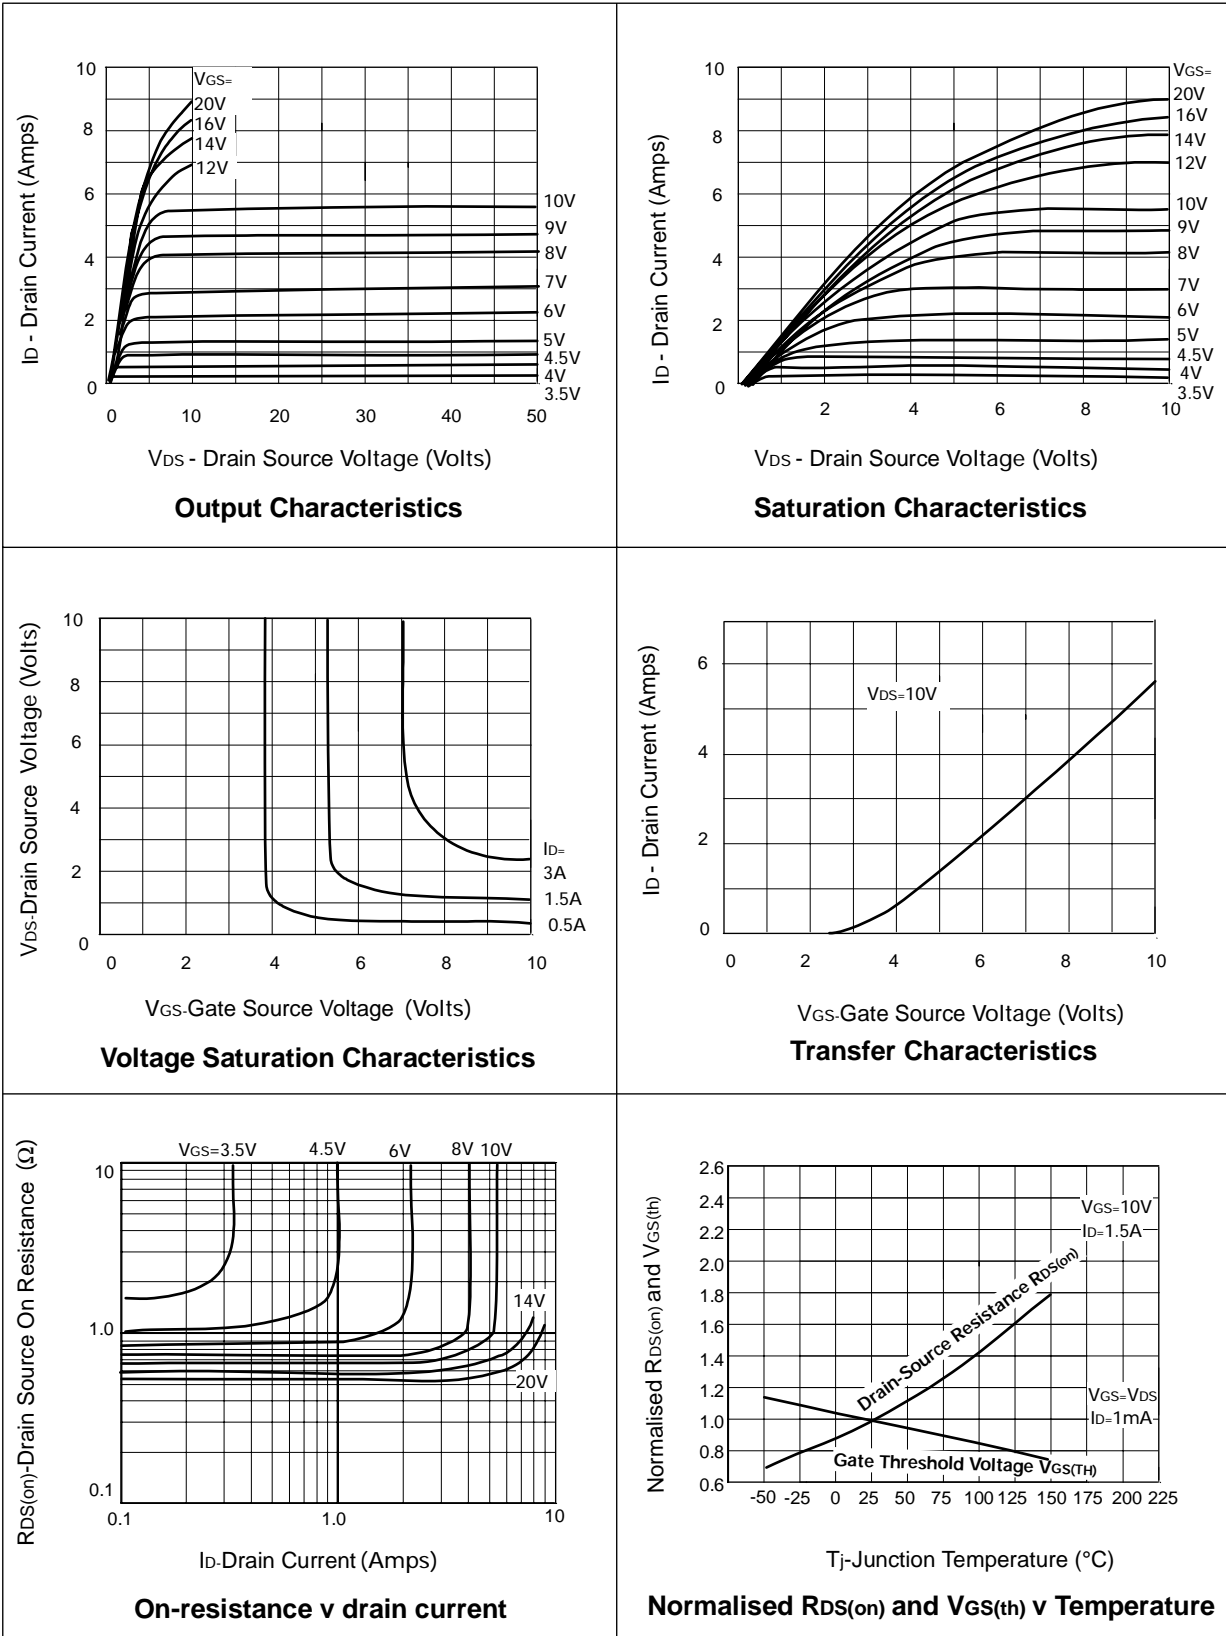 10
8
6
4
2
0
ID - Drain Current (Amps)
VGS=
20V
16V
14V
12V
10V
9V
8V
7V
6V
5V
4.5V
4V
3.5V
0
10
20
30
40
50
VDS - Drain Source Voltage (Volts)
Output Characteristics
10
8
6
4
2
0
ID - Drain Current (Amps)
VGS=
20V
16V
14V
12V
10V
9V
8V
7V
6V
5V
4.5V
4V
3.5V
2
4
6
8
10
VDS - Drain Source Voltage (Volts)
Saturation Characteristics
10
8
6
4
2
0
VDS-Drain Source Voltage (Volts)
ID=
3A
1.5A
0.5A
0
2
4
6
8
10
VGS-Gate Source Voltage (Volts)
Voltage Saturation Characteristics
6
4
2
0
ID - Drain Current (Amps)
VDS=10V
0
2
4
6
8
10
VGS-Gate Source Voltage (Volts)
Transfer Characteristics
RDS(on)-Drain Source On Resistance (Ω)
VGS=3.5V
4.5V
6V
8V
10V
10
1.0
0.1
14V
20V
0.1
1.0
10
ID-Drain Current (Amps)
On-resistance v drain current
Normalised RDS(on) and VGS(th)
2.6
2.4
2.2
2.0
1.8
1.6
1.4
1.2
1.0
0.8
0.6
VGS=10V
ID=1.5A
Drain-Source Resistance RDS(on)
VGS=VDS
ID=1mA
Gate Threshold Voltage VGS(TH)
-50
-25
0
25
50
75
100
125
150
175
200
225
Tj-Junction Temperature (°C)
Normalised RDS(on) and VGS(th) v Temperature